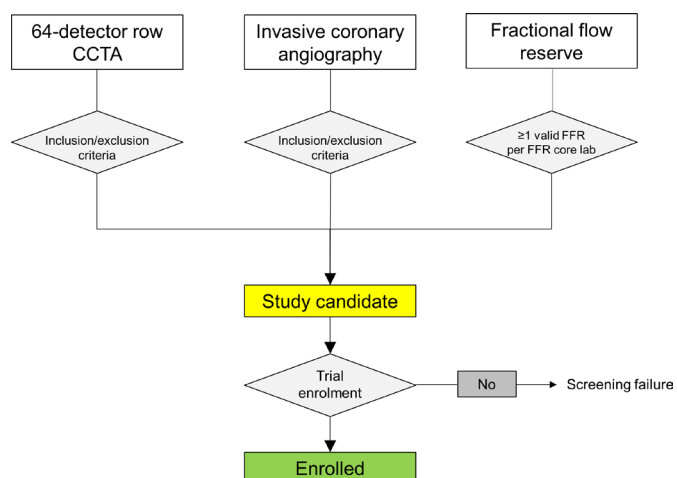 64-detector row
CCTA
Invasive coronary
angiography
Fractional flow
reserve
Inclusion/exclusion
criteria
Inclusion/exclusion
criteria
≥1 valid FFR
per FFR core lab
Study candidate
Trial
enrolment
No
Screening failure
Enrolled